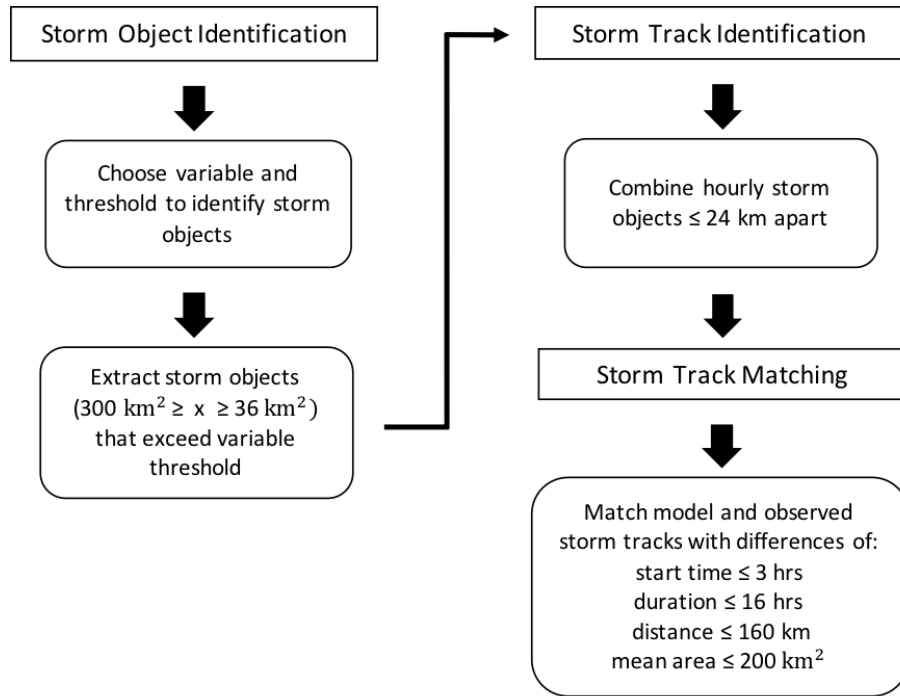 Storm Object Identification
Choose variable and
threshold to identify storm
objects
Extract storm objects
(300 km² ≥ x ≥ 36 km²)
that exceed variable
threshold
Storm Track Identification
Combine hourly storm
objects ≤ 24 km apart
Storm Track Matching
Match model and observed
storm tracks with differences of:
start time ≤ 3 hrs
duration ≤ 16 hrs
distance ≤ 160 km
mean area ≤ 200 km²